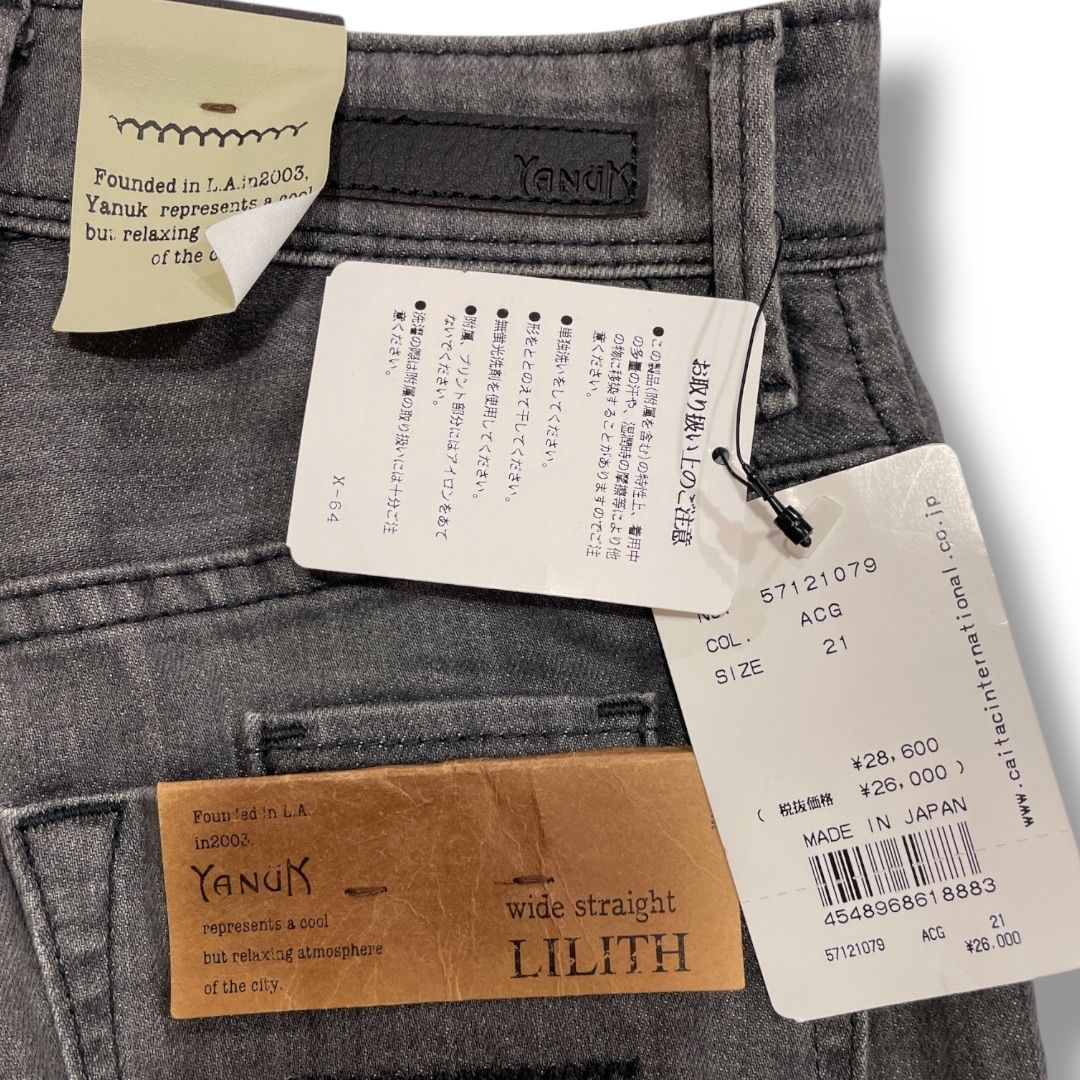 Founded in L.A.in2003,
Yanuk represents a cool
but relaxing
of the c
YANUK
お取り扱い上のご注意
●この製品(附属を含む)の特性上、着用中
の多量の汗や、湿潤時の摩擦等により他
の物に移染することがありますのでご注
意ください。
●単独洗いをしてください。
●形をととのえて干してください。
●無蛍光洗剤を使用してください。
●附属、プリント部分にはアイロンをあて
ないでください。
●洗濯の際は附属の取り扱いには十分ご注
意ください。
X-64
57121079
COL. ACG
SIZE 21
¥28,600
( 税抜価格 ¥26,000 )
MADE IN JAPAN
4548968618883
57121079 ACG 21
¥26,000
www.caitacinternational.co.jp
Founded in L.A.
in2003.
YANUK
represents a cool
but relaxing atmosphere
of the city.
wide straight
LILITH